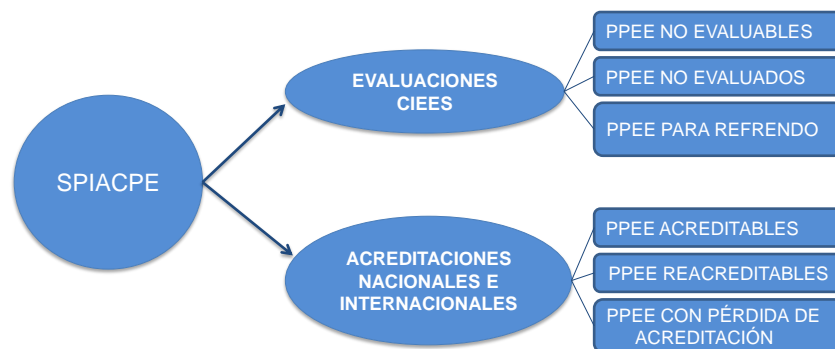 SPIACPE
EVALUACIONES
CIEES
PPEE NO EVALUABLES
PPEE NO EVALUADOS
PPEE PARA REFRENDO
ACREDITACIONES
NACIONALES E
INTERNACIONALES
PPEE ACREDITABLES
PPEE REACREDITABLES
PPEE CON PÉRDIDA DE
ACREDITACIÓN